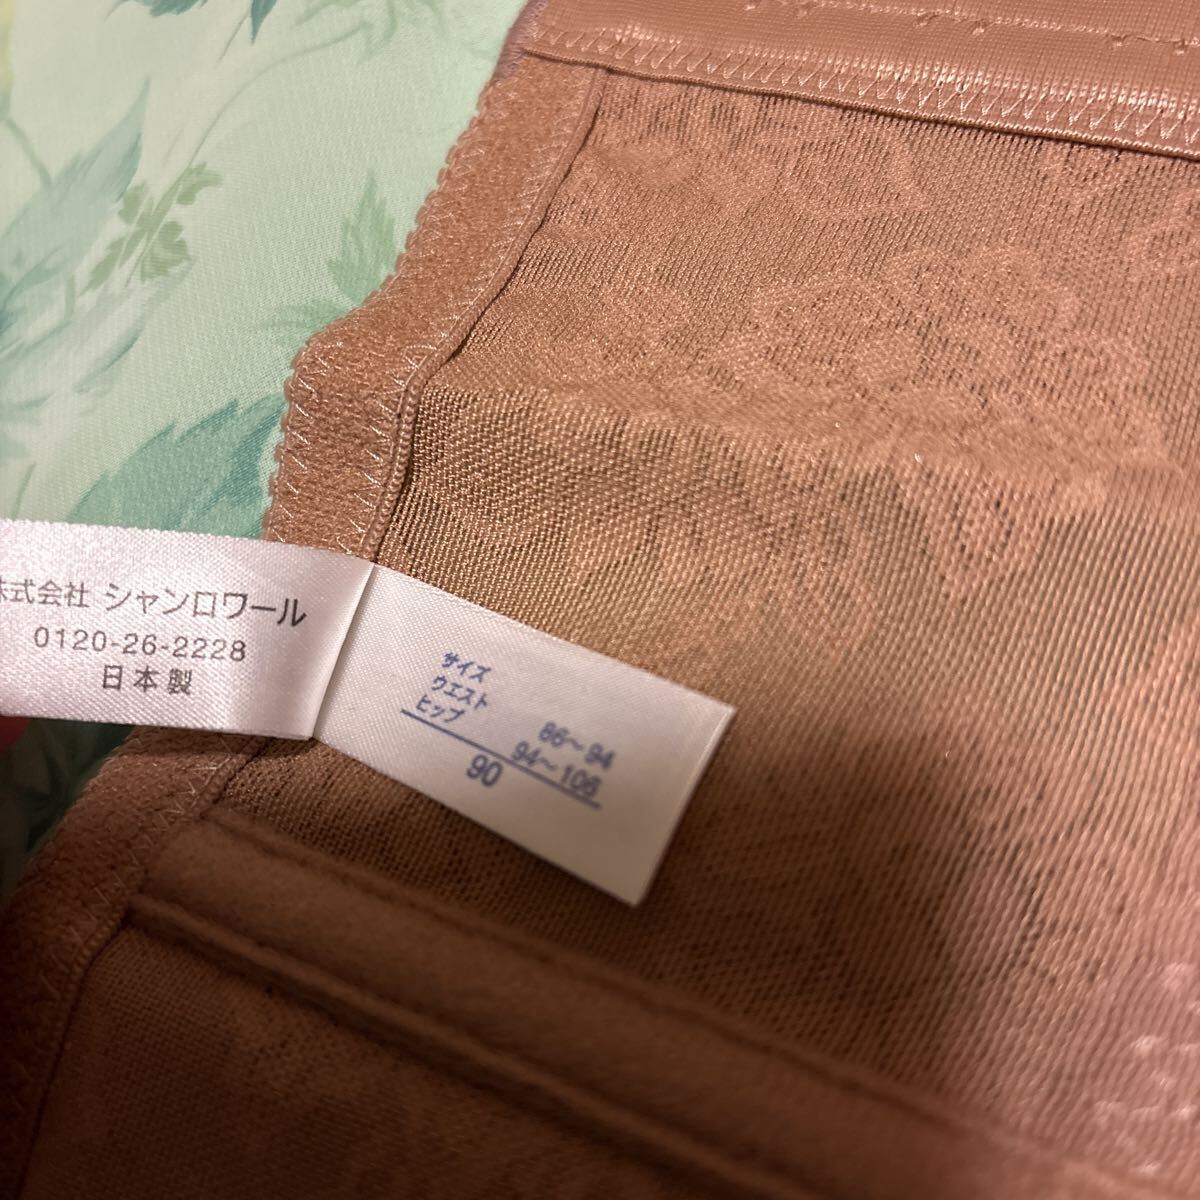 株式会社 シャンロワール
0120-26-2228
日本製
サイズ
ウエスト 86～94
ヒップ 94～106
90